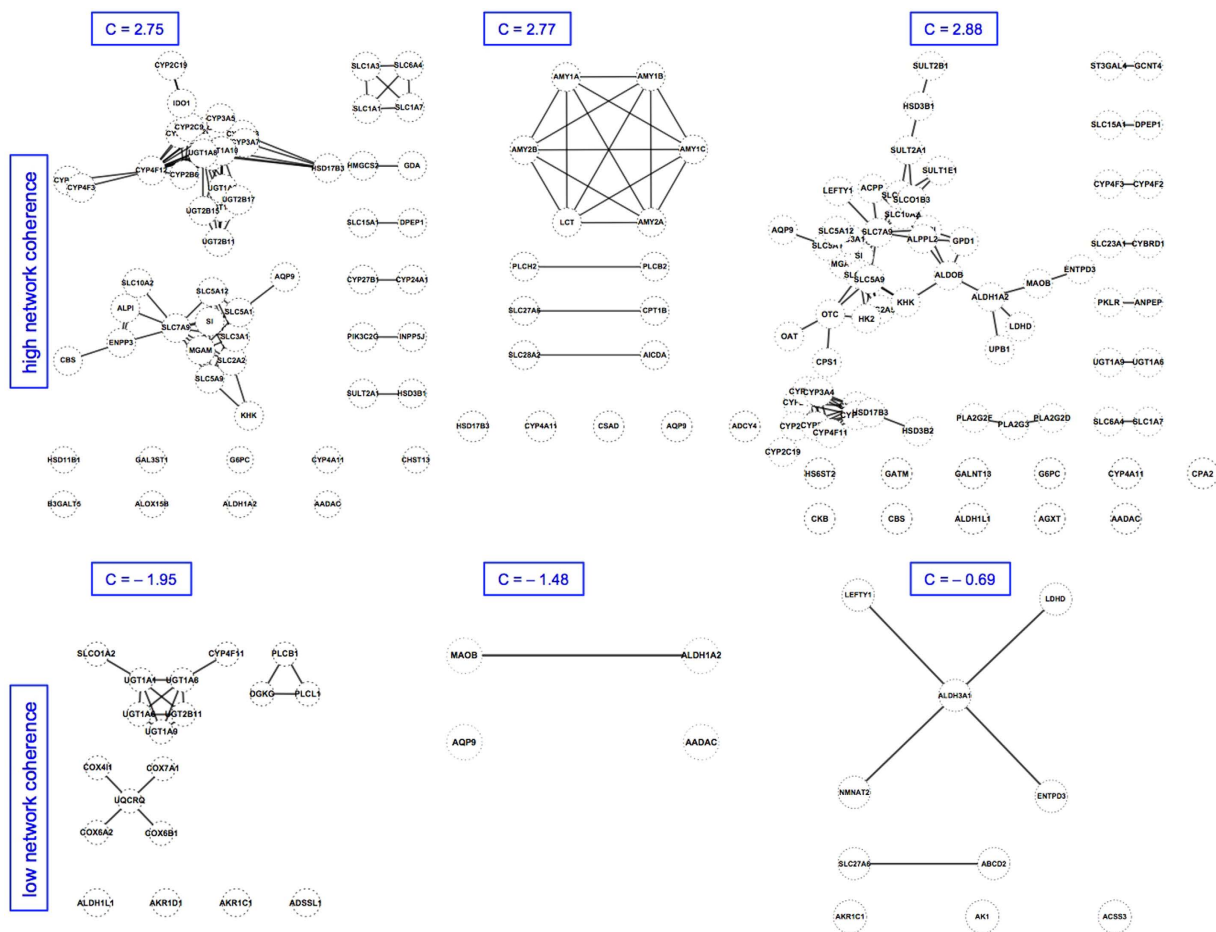 C = 2.75
C = 2.77
C = 2.88
high network coherence
CYP2C19
IDO1
CYP3A5
CYP2C9
CYP3A7
UGT1A8
T1A10
CYP4F12
CYP2B6
HSD17B3
CYP4F3
UGT2B17
UGT2B15
UGT2B11
SLC1A3 SLC6A4
SLC1A1 SLC1A7
HMGCS2 GDA
SLC15A1 DPEP1
CYP27B1 CYP24A1
PIK3C2G INPP5J
SULT2A1 HSD3B1
SLC10A2
SLC5A12
AQP9
ALPI
SLC5A1
SLC7A9
SI
SLC3A1
ENPP3
MGAM
SLC2A2
CBS
SLC5A9
KHK
HSD11B1 GAL3ST1 G6PC CYP4A11 CHST13
B3GALT5 ALOX15B ALDH1A2 AADAC
AMY1A AMY1B
AMY2B AMY1C
LCT AMY2A
PLCH2 PLCB2
SLC27A5 CPT1B
SLC28A2 AICDA
HSD17B3 CYP4A11 CSAD AQP9 ADCY4
SULT2B1
HSD3B1
SULT2A1
SULT1E1
LEFTY1
ACPP
SLCO1B3
AQP9
SLC5A12
SLC7A9
ALPPL2
GPD1
SLC5A1
SI
SLC5A9
ALDOB
KHK
ALDH1A2
MAOB
ENTPD3
OTC
HK2
OAT
CPS1
LDHD
UPB1
CYP3A4
HSD17B3
CYP4F11
HSD3B2
CYP2C19
PLA2G2F
PLA2G3
PLA2G2D
ST3GAL4 GCNT4
SLC15A1 DPEP1
CYP4F3 CYP4F2
SLC23A1 CYBRD1
PKLR ANPEP
UGT1A9 UGT1A6
SLC6A4 SLC1A7
HS6ST2 GATM GALNT13 G6PC CYP4A11 CPA2
CKB CBS ALDH1L1 AGXT AADAC
C = – 1.95
C = – 1.48
C = – 0.69
low network coherence
SLCO1A2
CYP4F11
UGT1A1
UGT2B11
PLCB1
DGKG PLCL1
COX4I1 COX7A1
UQCRQ
COX6A2 COX6B1
ALDH1L1 AKR1D1 AKR1C1 ADSSL1
MAOB ALDH1A2
AQP9 AADAC
LEFTY1 LDHD
ALDH3A1
NMNAT2 ENTPD3
ABCD2
AKR1C1 AK1 ACSS3